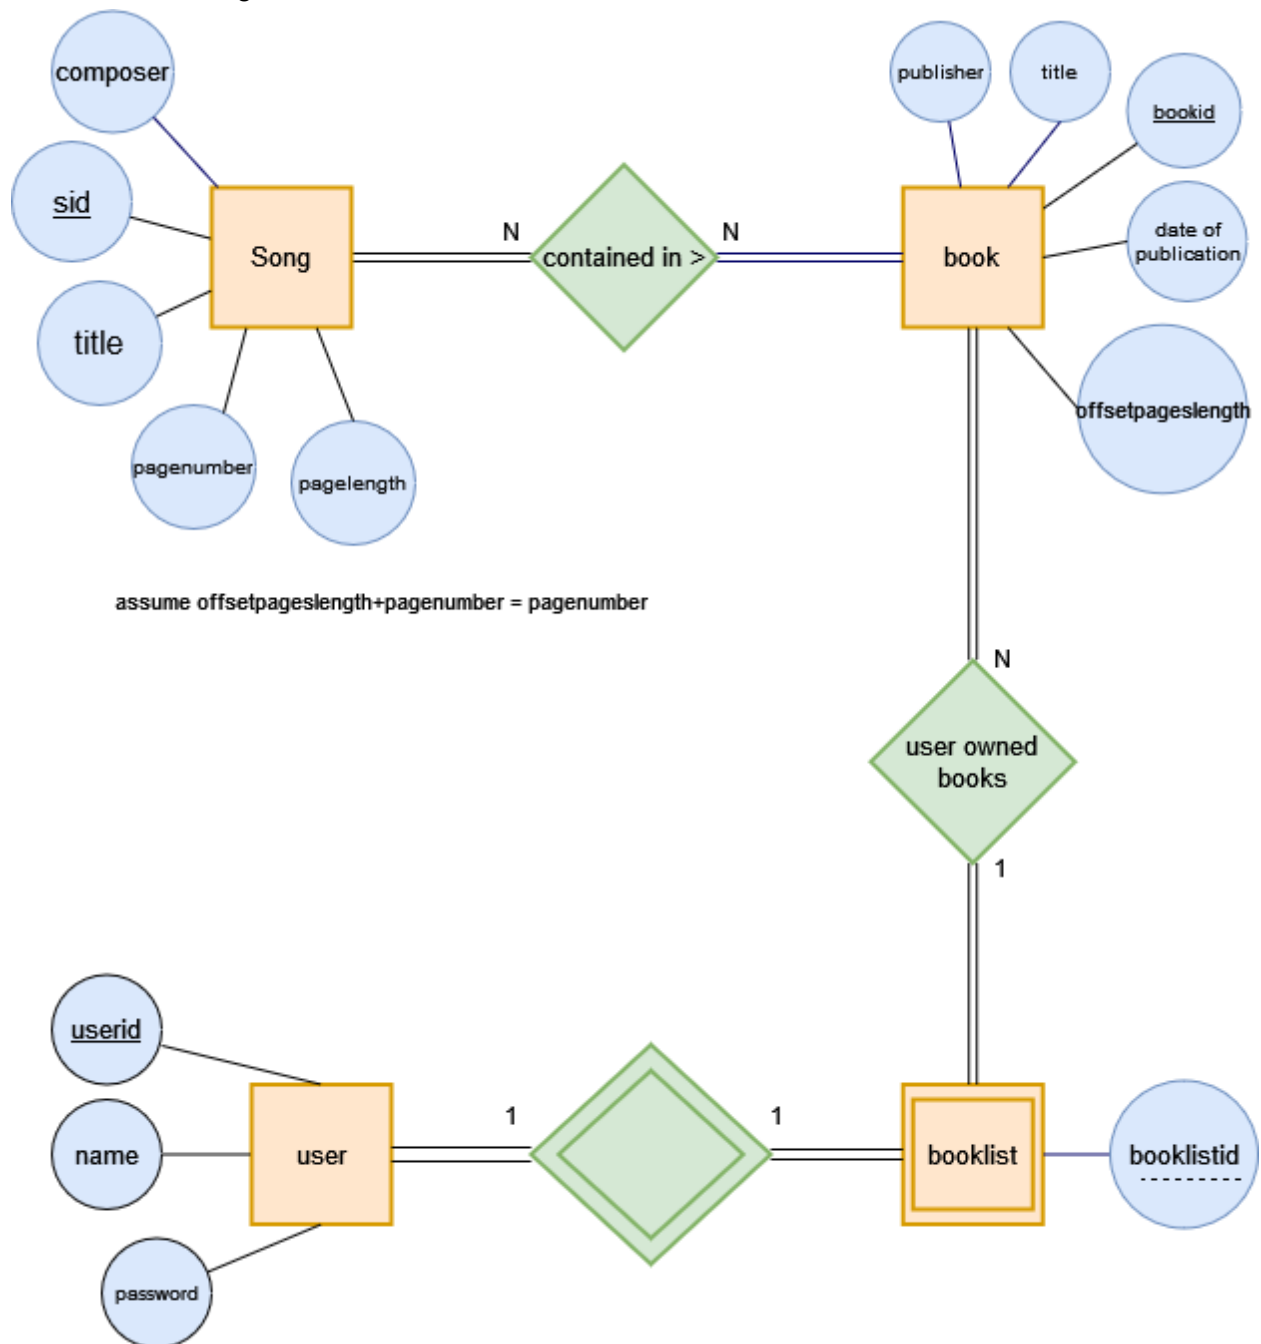 composer
publisher
title
bookid
sid
N
N
date of
publication
Song
contained in >
book
title
offsetpageslength
pagenumber
pagelength
assume offsetpageslength+pagenumber = pagenumber
N
user owned
books
1
userid
1
1
name
user
booklist
booklistid
password